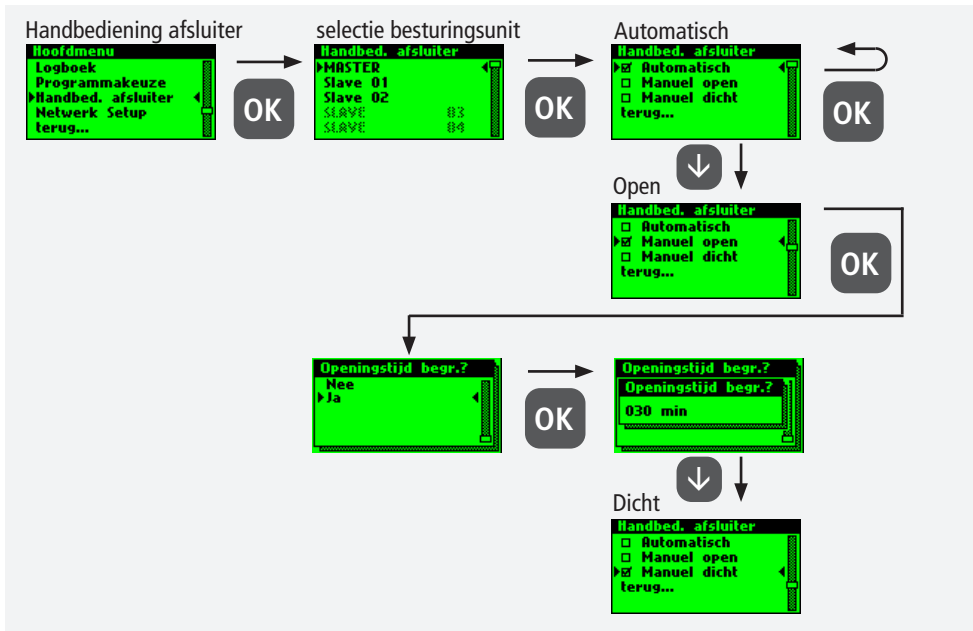 Handbediening afsluiter
Hoofdmenu
Logboek
Programmakeuze
Handbed. afsluiter
Netwerk Setup
terug...
OK
selectie besturingsunit
Handbed. afsluiter
MASTER
Slave 01
Slave 02
SLAVE 03
SLAVE 04
OK
Automatisch
Handbed. afsluiter
Automatisch
Manuel open
Manuel dicht
terug...
OK
Open
Handbed. afsluiter
Automatisch
Manuel open
Manuel dicht
terug...
OK
Openingstijd begr.?
Nee
Ja
OK
Openingstijd begr.?
Openingstijd begr.?
030 min
Dicht
Handbed. afsluiter
Automatisch
Manuel open
Manuel dicht
terug...